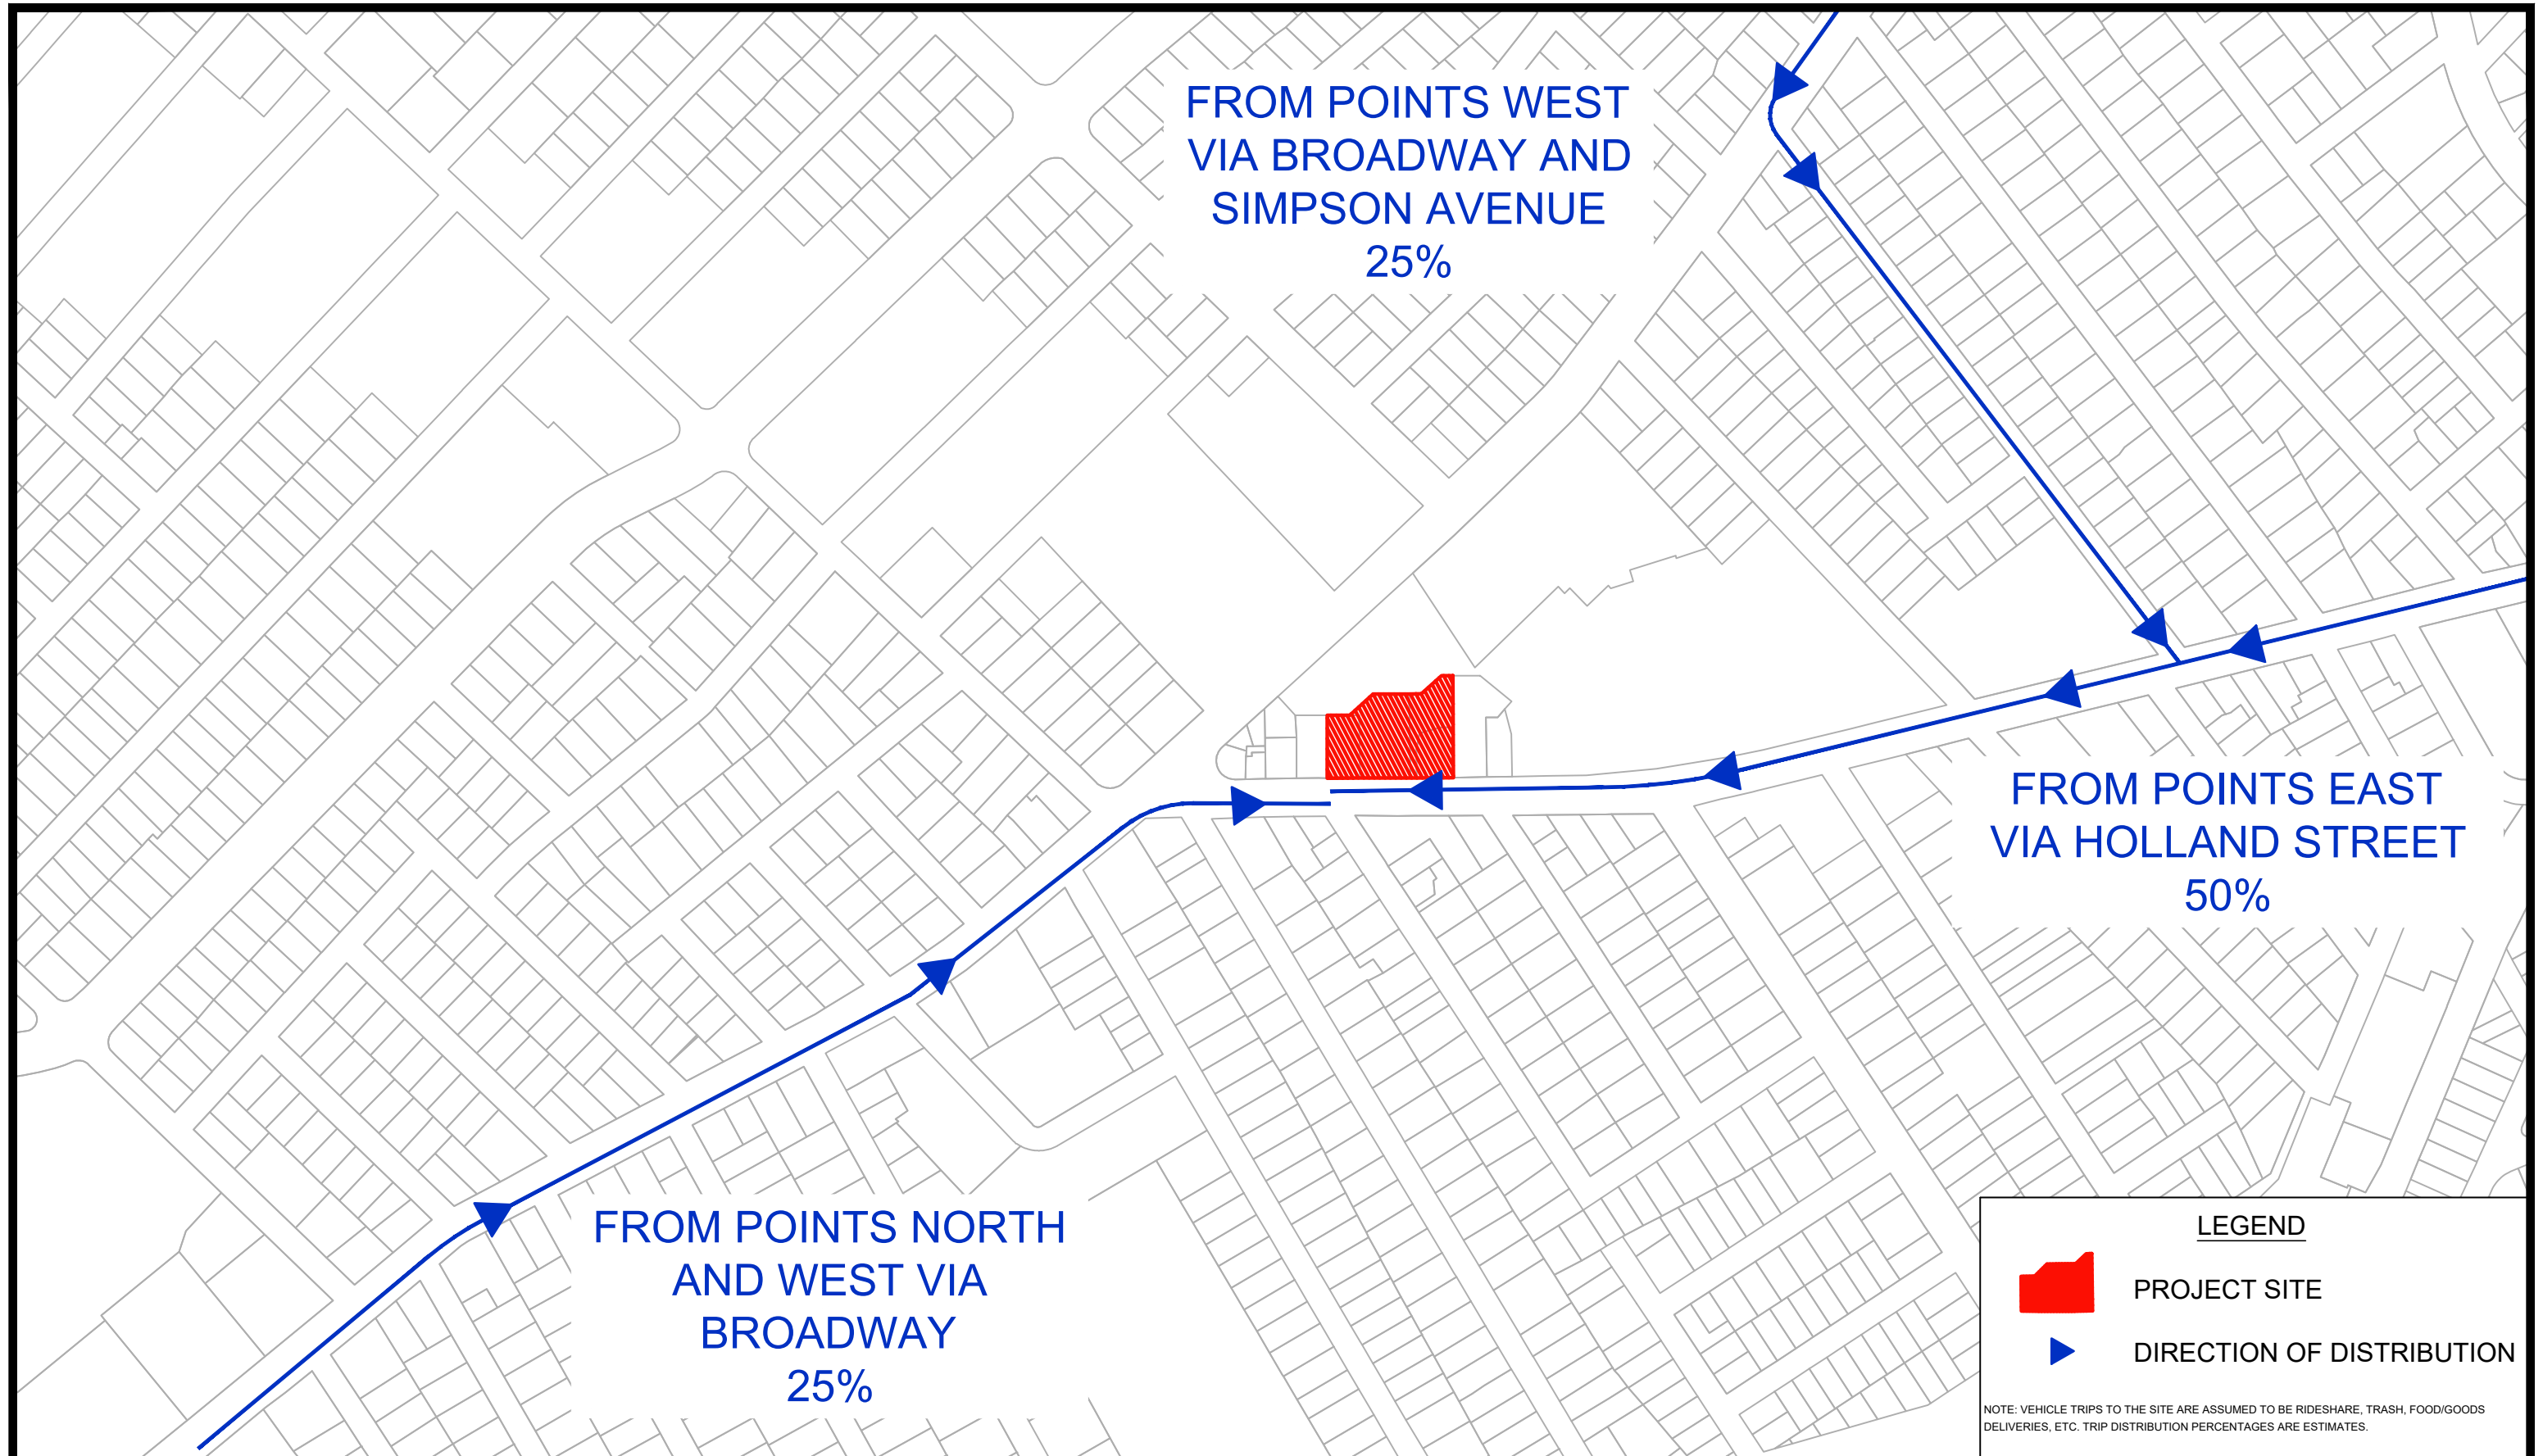 FROM POINTS WEST
VIA BROADWAY AND
SIMPSON AVENUE
25%
FROM POINTS EAST
VIA HOLLAND STREET
50%
FROM POINTS NORTH
AND WEST VIA
BROADWAY
25%
LEGEND
PROJECT SITE
DIRECTION OF DISTRIBUTION
NOTE: VEHICLE TRIPS TO THE SITE ARE ASSUMED TO BE RIDESHARE, TRASH, FOOD/GOODS
DELIVERIES, ETC. TRIP DISTRIBUTION PERCENTAGES ARE ESTIMATES.